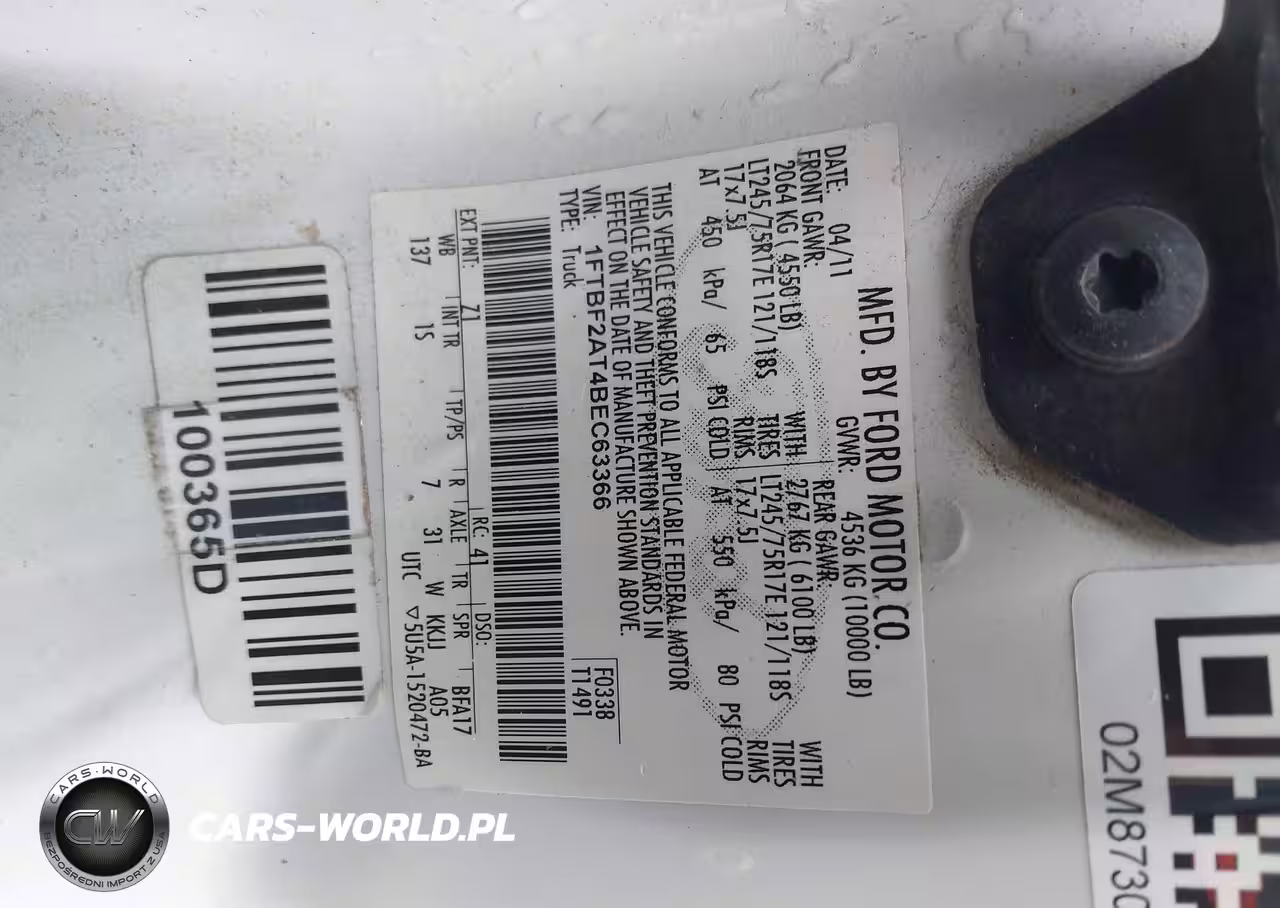 MFD. BY FORD MOTOR CO.
DATE: 04/11
GVWR: 4536 KG (10000 LB)
FRONT GAWR:
REAR GAWR:
2064 KG ( 4550 LB)
WITH
2767 KG ( 6100 LB)
WITH
LT245/75R17E 121/118S
TIRES
LT245/75R17E 121/118S
TIRES
17x7.5J
RIMS
17x7.5J
RIMS
AT 450 kPa/ 65 PSI COLD
AT 550 kPa/ 80 PSI COLD
THIS VEHICLE CONFORMS TO ALL APPLICABLE FEDERAL MOTOR
VEHICLE SAFETY AND THEFT PREVENTION STANDARDS IN
EFFECT ON THE DATE OF MANUFACTURE SHOWN ABOVE.
VIN: 1FTBF2AT4BEC63366
TYPE: Truck
F0338
T1491
EXT PNT: Z1 RC: 41 DSO:
WB INT TR TP/PS R AXLE TR SPR BFA17
137 1S 7 31 W KKJJ A05
UTC ▽5U5A-1520472-BA
100365D
02M8730
CARS-WORLD
CW
BEZPOŚREDNI IMPORT Z USA
CARS-WORLD.PL